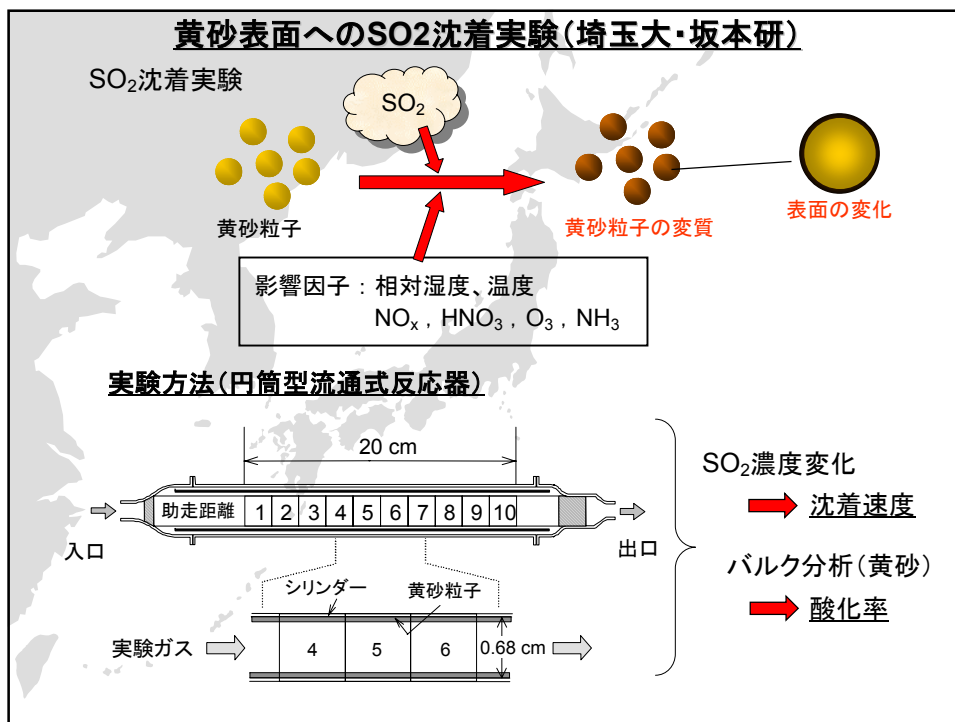 黄砂表面へのSO2沈着実験(埼玉大・坂本研)
SO₂沈着実験
SO₂
黄砂粒子
黄砂粒子の変質
表面の変化
影響因子：相対湿度、温度
NOₓ , HNO₃ , O₃ , NH₃
実験方法(円筒型流通式反応器)
20 cm
助走距離 1 2 3 4 5 6 7 8 9 10
入口
出口
シリンダー
黄砂粒子
実験ガス
4 5 6
0.68 cm
SO₂濃度変化
沈着速度
バルク分析(黄砂)
酸化率